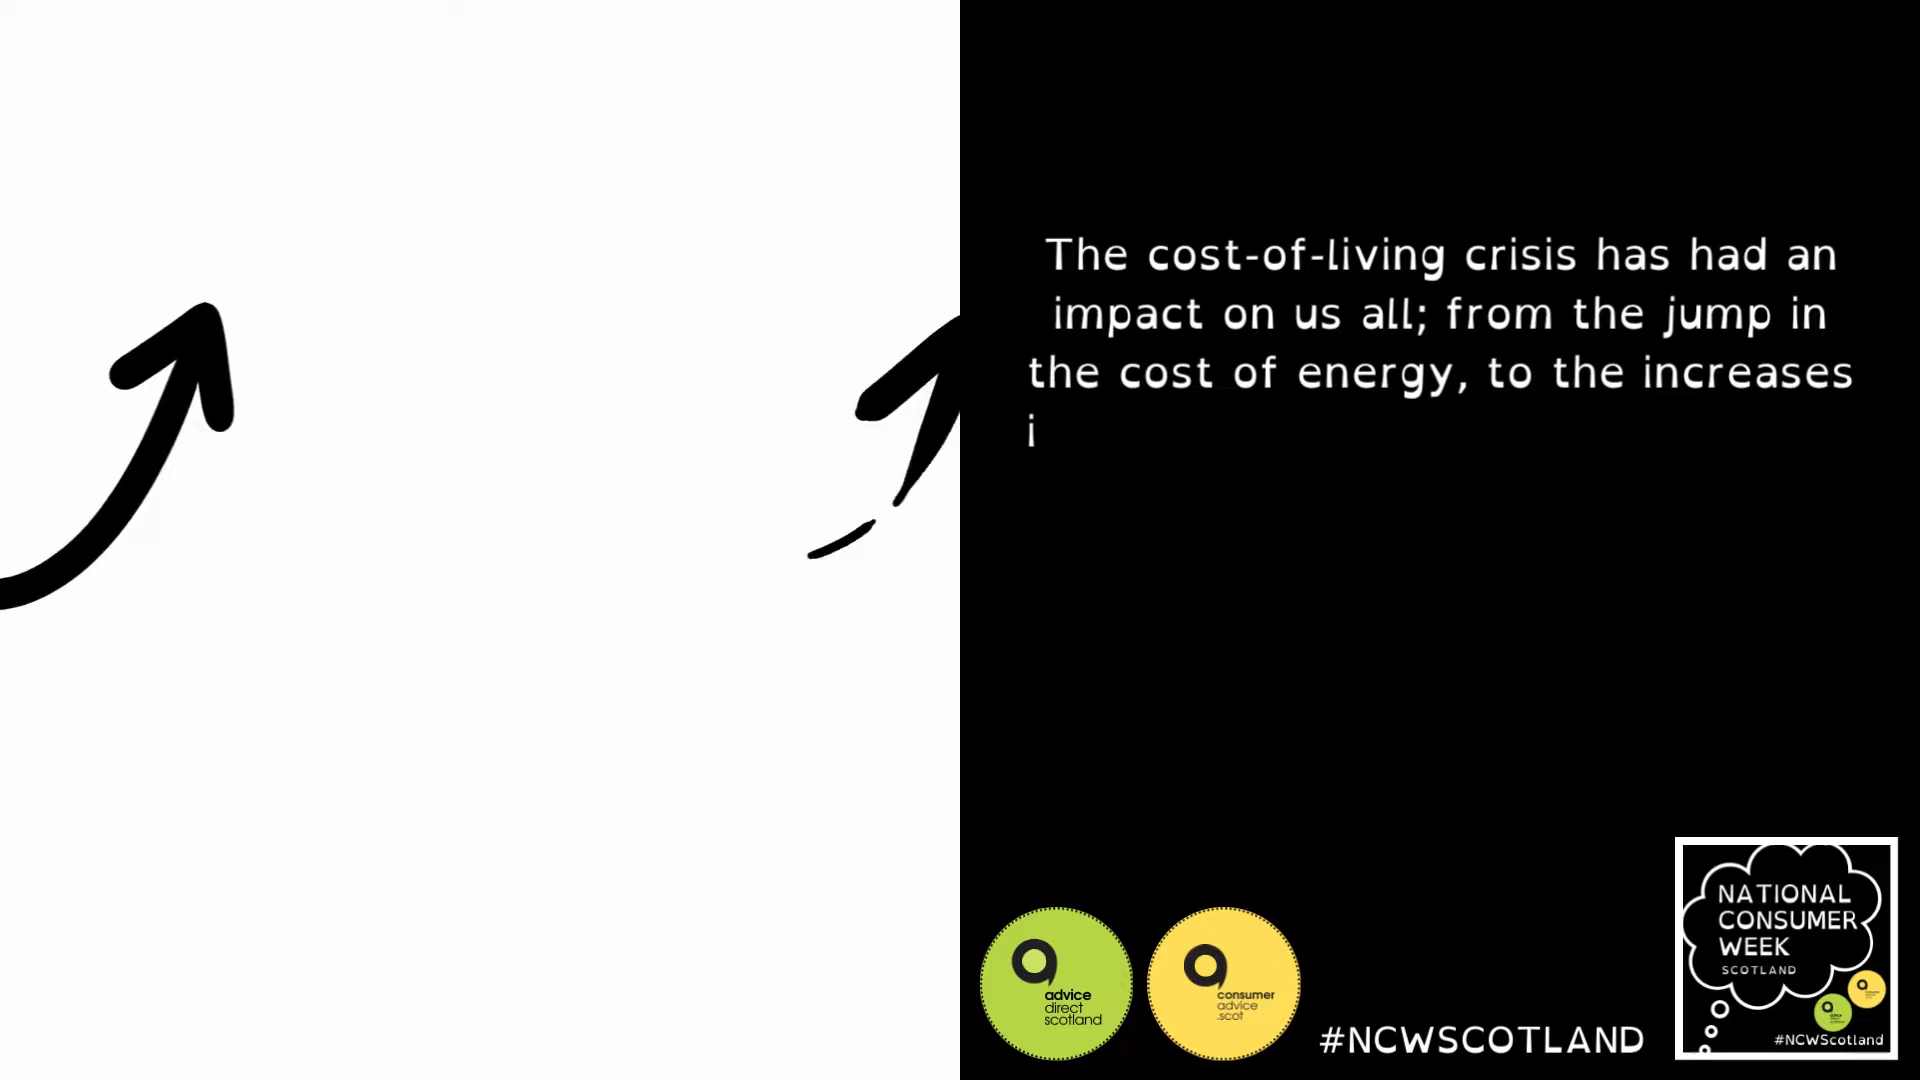 The cost-of-living crisis has had an
impact on us all; from the jump in
the cost of energy, to the increases
i
advice
direct
scotland
consumer
advice
.scot
#NCWSCOTLAND
NATIONAL
CONSUMER
WEEK
SCOTLAND
#NCWScotland